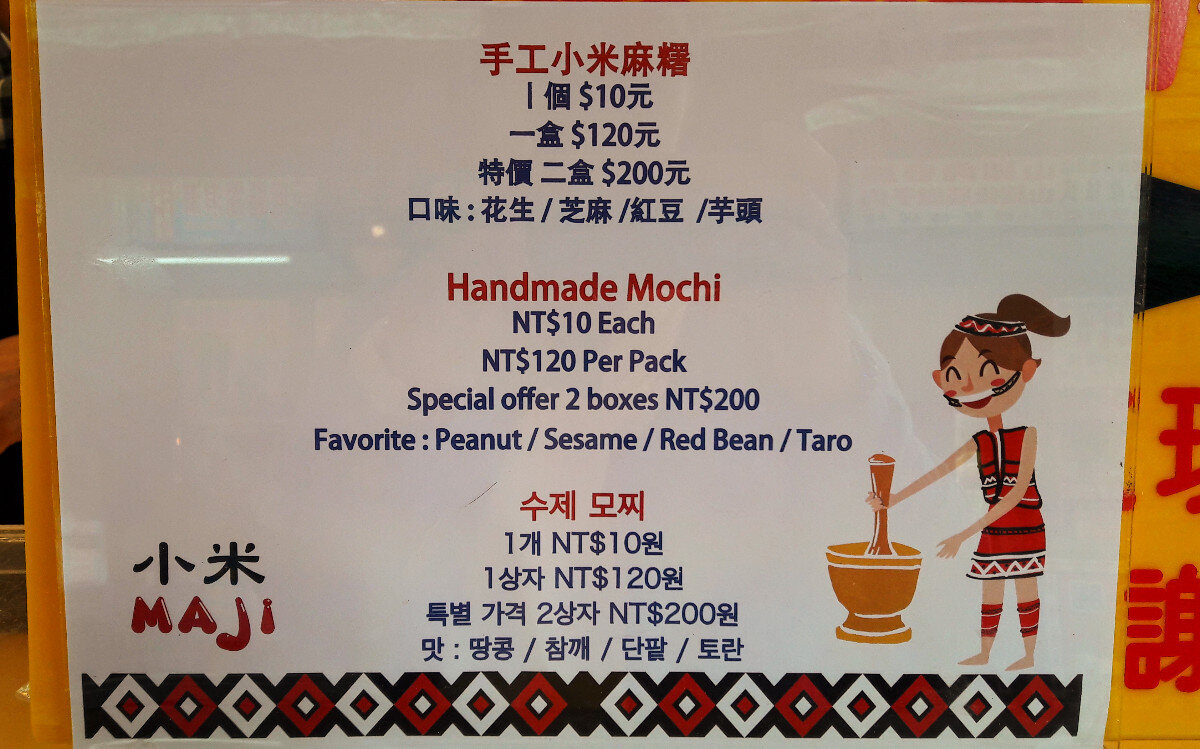 手工小米麻糬
丨個 $10元
一盒 $120元
特價 二盒 $200元
口味 : 花生 / 芝麻 /紅豆 /芋頭
Handmade Mochi
NT$10 Each
NT$120 Per Pack
Special offer 2 boxes NT$200
Favorite : Peanut / Sesame / Red Bean / Taro
수제 모찌
1개 NT$10원
1상자 NT$120원
특별 가격 2상자 NT$200원
맛 : 땅콩 / 참깨 / 단팥 / 토란
小米
MAJi
謝